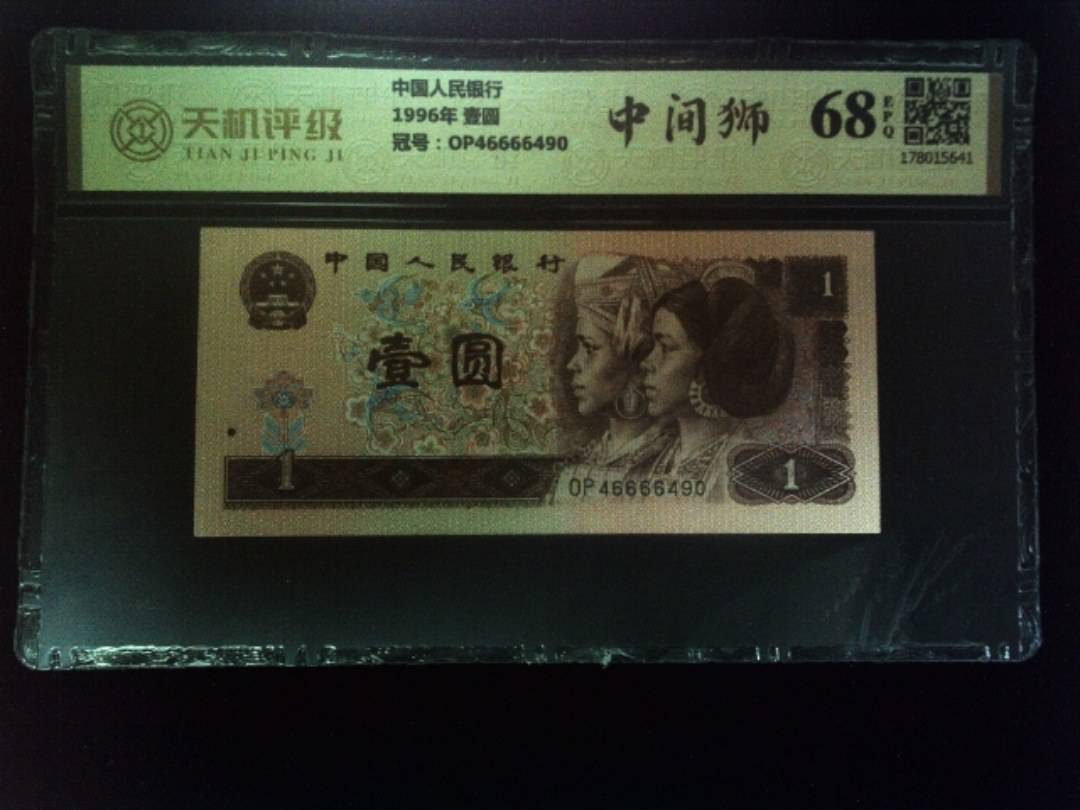 天机评级
TIAN JI PING JI
中国人民银行
1996年 壹圆
冠号：OP46666490
中间狮
68
EPQ
178015641
中国人民银行
1
壹圆
1
OP46666490
1